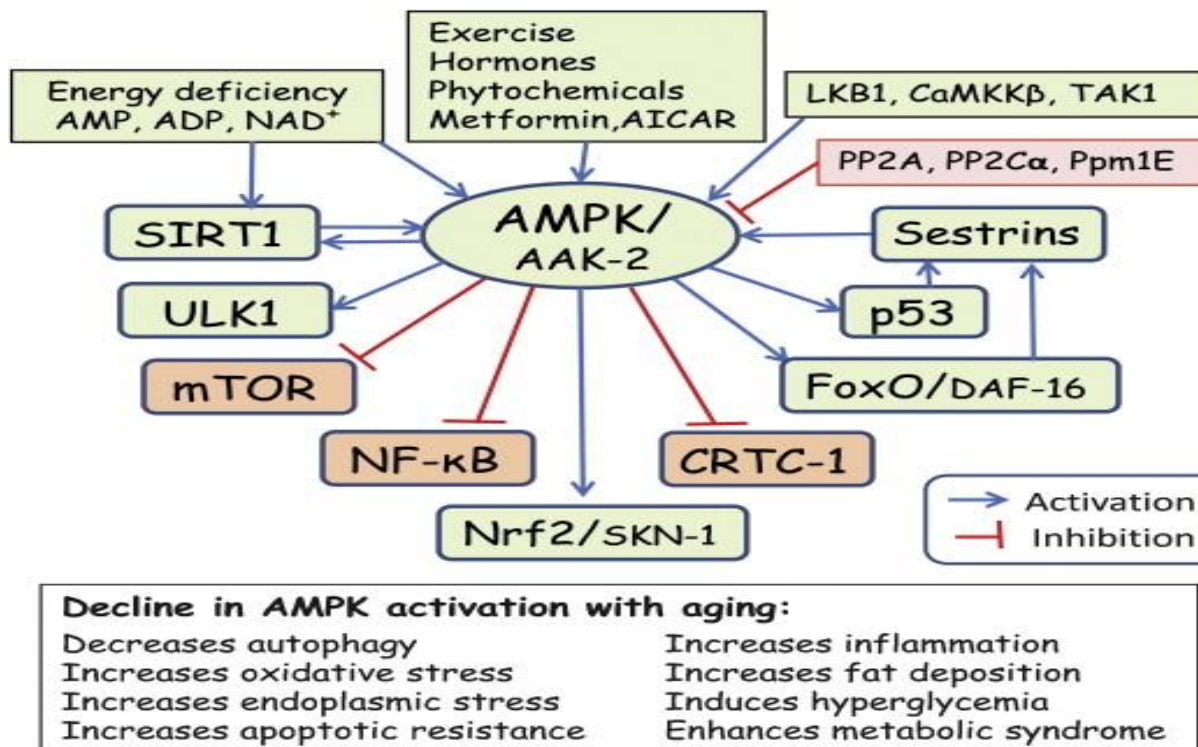 Exercise
Hormones
Phytochemicals
Metformin,AICAR
Energy deficiency
AMP, ADP, NAD⁺
LKB1, CaMKKβ, TAK1
PP2A, PP2Cα, Ppm1E
AMPK/
AAK-2
SIRT1
Sestrins
ULK1
p53
mTOR
FoxO/DAF-16
NF-κB
CRTC-1
Nrf2/SKN-1
Activation
Inhibition
Decline in AMPK activation with aging:
Decreases autophagy
Increases oxidative stress
Increases endoplasmic stress
Increases apoptotic resistance
Increases inflammation
Increases fat deposition
Induces hyperglycemia
Enhances metabolic syndrome